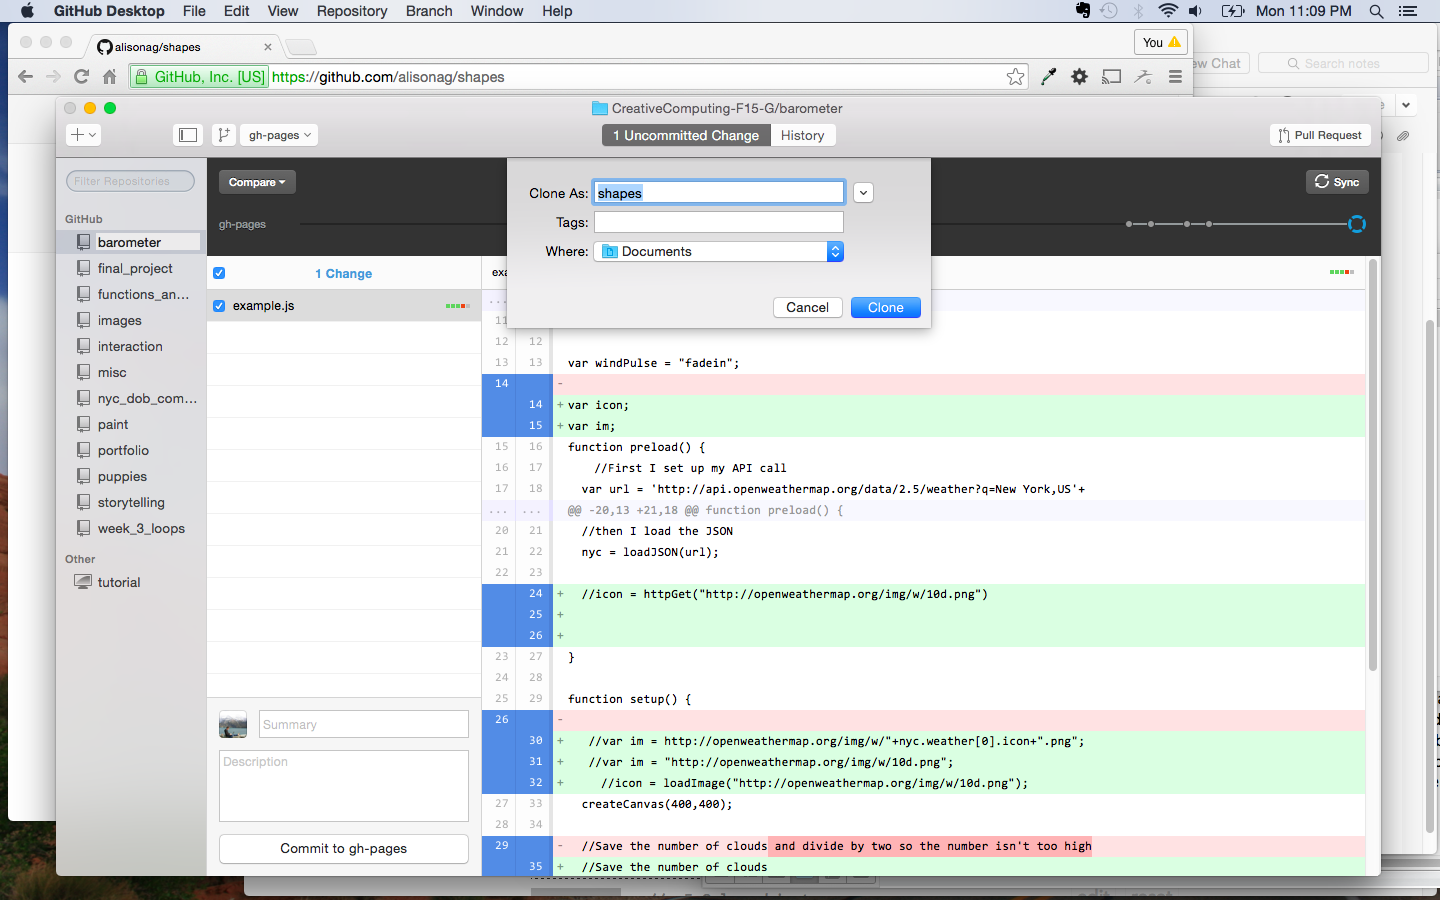 GitHub Desktop File Edit View Repository Branch Window Help Mon 11:09 PM
alisonag/shapes
You
GitHub, Inc. [US] https://github.com/alisonag/shapes
ew Chat
Search notes
CreativeComputing-F15-G/barometer
gh-pages
1 Uncommitted Change
History
Pull Request
Filter Repositories
GitHub
barometer
final_project
functions_an...
images
interaction
misc
nyc_dob_com...
paint
portfolio
puppies
storytelling
week_3_loops
Other
tutorial
Compare
Sync
gh-pages
Clone As: shapes
Tags:
Where: Documents
Cancel
Clone
1 Change
example.js
Summary
Description
Commit to gh-pages
exa
...
11
12 12
13 13 var windPulse = "fadein";
14 -
14 + var icon;
15 + var im;
15 16 function preload() {
16 17 //First I set up my API call
17 18 var url = 'http://api.openweathermap.org/data/2.5/weather?q=New York,US'+
... ... @@ -20,13 +21,18 @@ function preload() {
20 21 //then I load the JSON
21 22 nyc = loadJSON(url);
22 23
24 + //icon = httpGet("http://openweathermap.org/img/w/10d.png")
25 +
26 +
23 27 }
24 28
25 29 function setup() {
26 -
30 + //var im = http://openweathermap.org/img/w/"+nyc.weather[0].icon+".png";
31 + //var im = "http://openweathermap.org/img/w/10d.png";
32 + //icon = loadImage("http://openweathermap.org/img/w/10d.png");
27 33 createCanvas(400,400);
28 34
29 - //Save the number of clouds and divide by two so the number isn't too high
35 + //Save the number of clouds